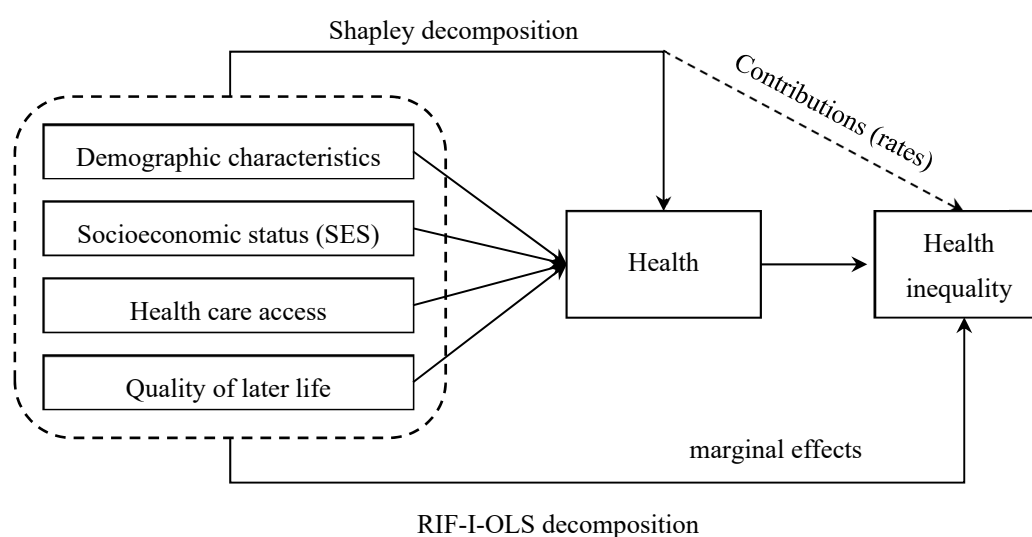 Shapley decomposition
Contributions (rates)
Demographic characteristics
Socioeconomic status (SES)
Health care access
Quality of later life
Health
Health
inequality
marginal effects
RIF-I-OLS decomposition